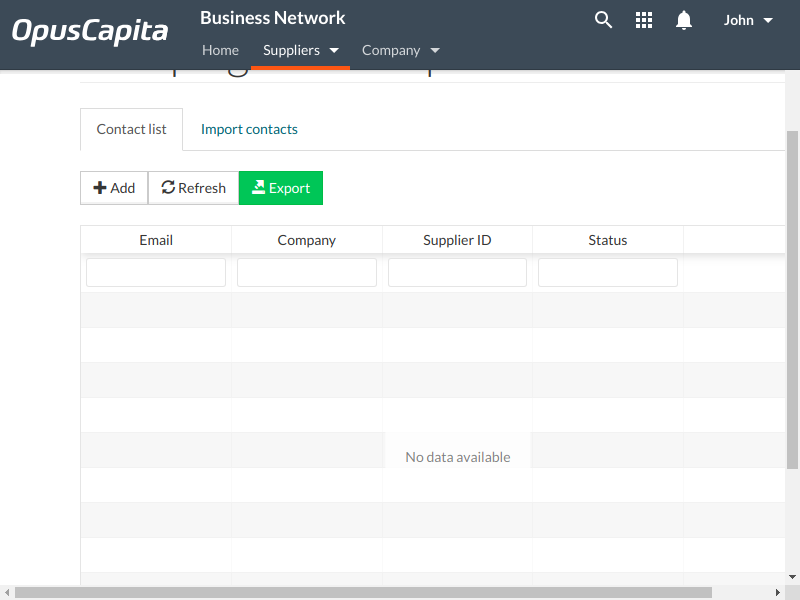 OpusCapita
Business Network
John
Home Suppliers Company
Contact list Import contacts
Add Refresh Export
Email Company Supplier ID Status
No data available